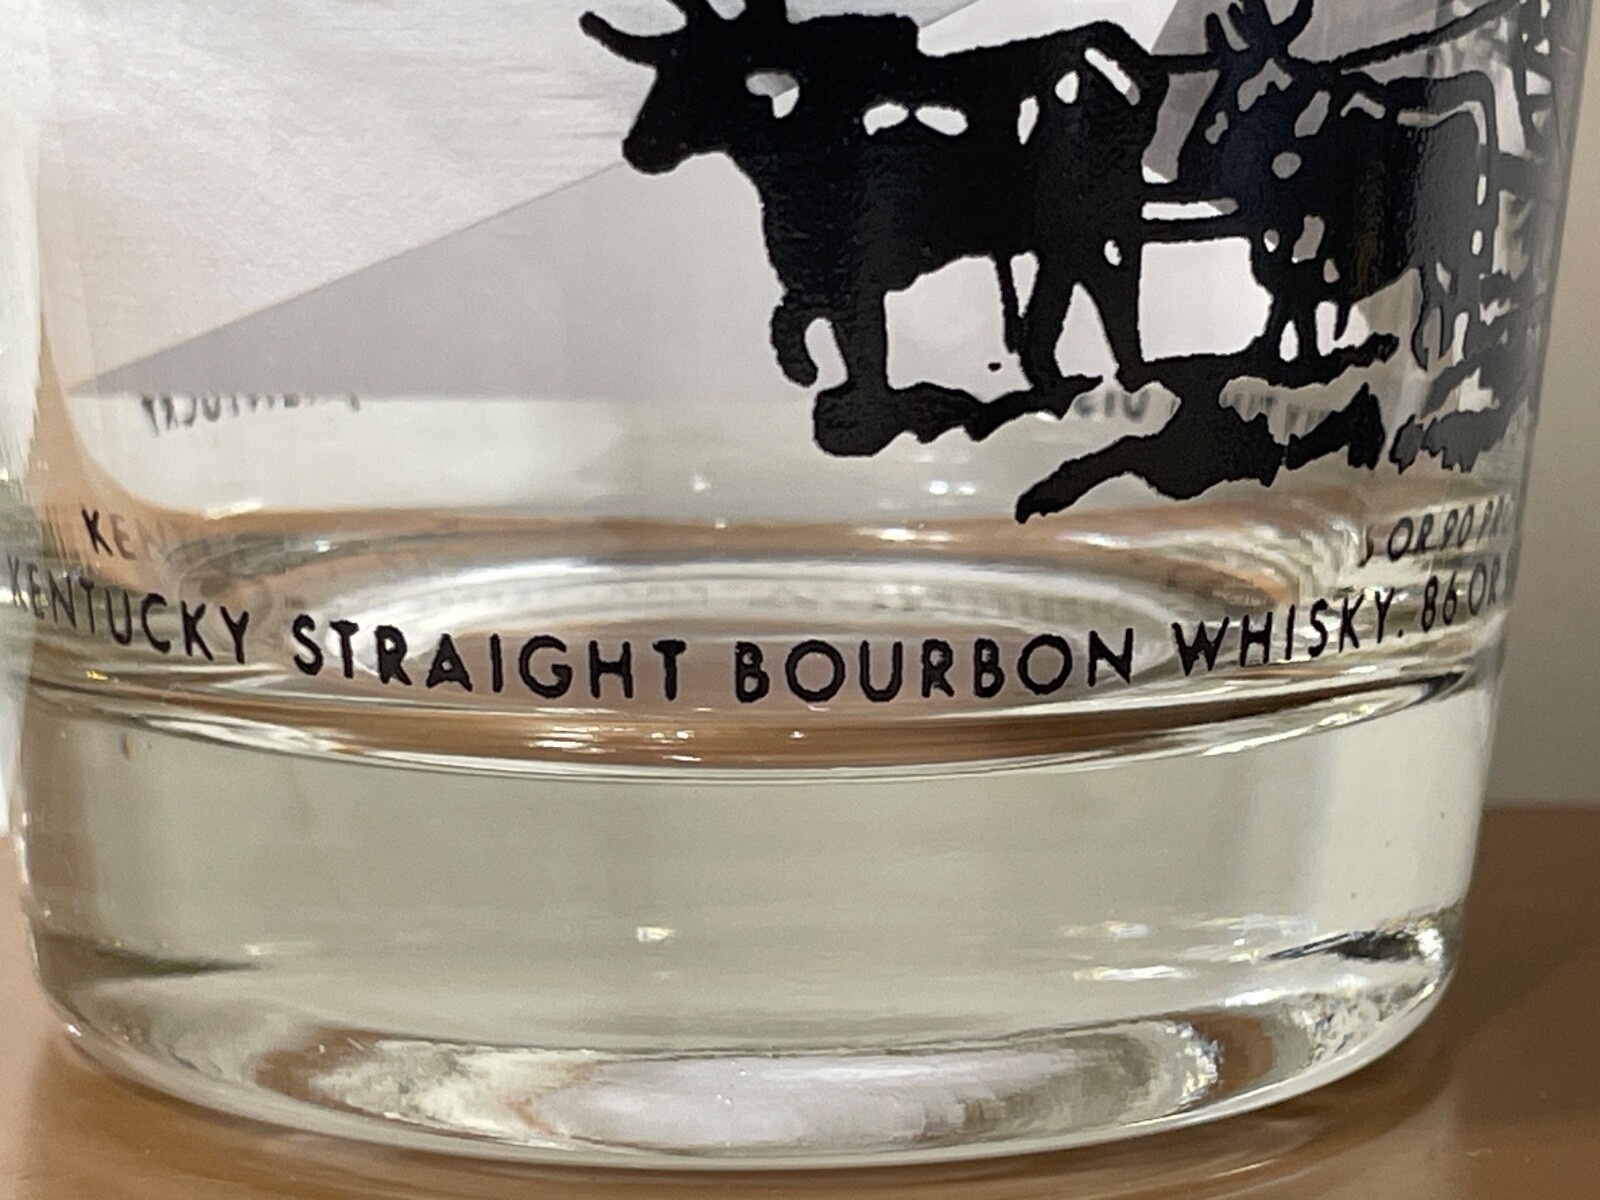 KENTUCKY STRAIGHT BOURBON WHISKY. 86 OR